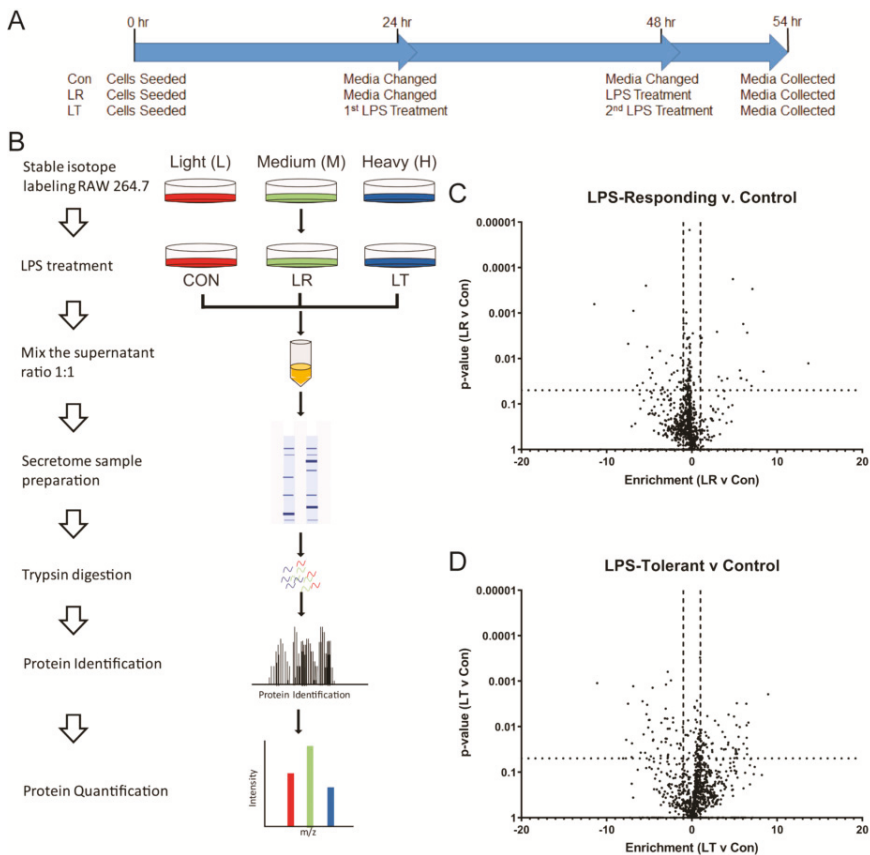 A
0 hr 24 hr 48 hr 54 hr
Con Cells Seeded Media Changed Media Changed Media Collected
LR Cells Seeded Media Changed LPS Treatment Media Collected
LT Cells Seeded 1st LPS Treatment 2nd LPS Treatment Media Collected
B
Stable isotope
labeling RAW 264.7
Light (L) Medium (M) Heavy (H)
LPS treatment
CON LR LT
Mix the supernatant
ratio 1:1
Secretome sample
preparation
Trypsin digestion
Protein Identification
Protein Identification
Protein Quantification
Intensity
m/z
C
LPS-Responding v. Control
p-value (LR v Con)
0.00001
0.0001
0.001
0.01
0.1
1
-20 -10 0 10 20
Enrichment (LR v Con)
D
LPS-Tolerant v Control
p-value (LT v Con)
0.00001
0.0001
0.001
0.01
0.1
1
-20 -10 0 10 20
Enrichment (LT v Con)